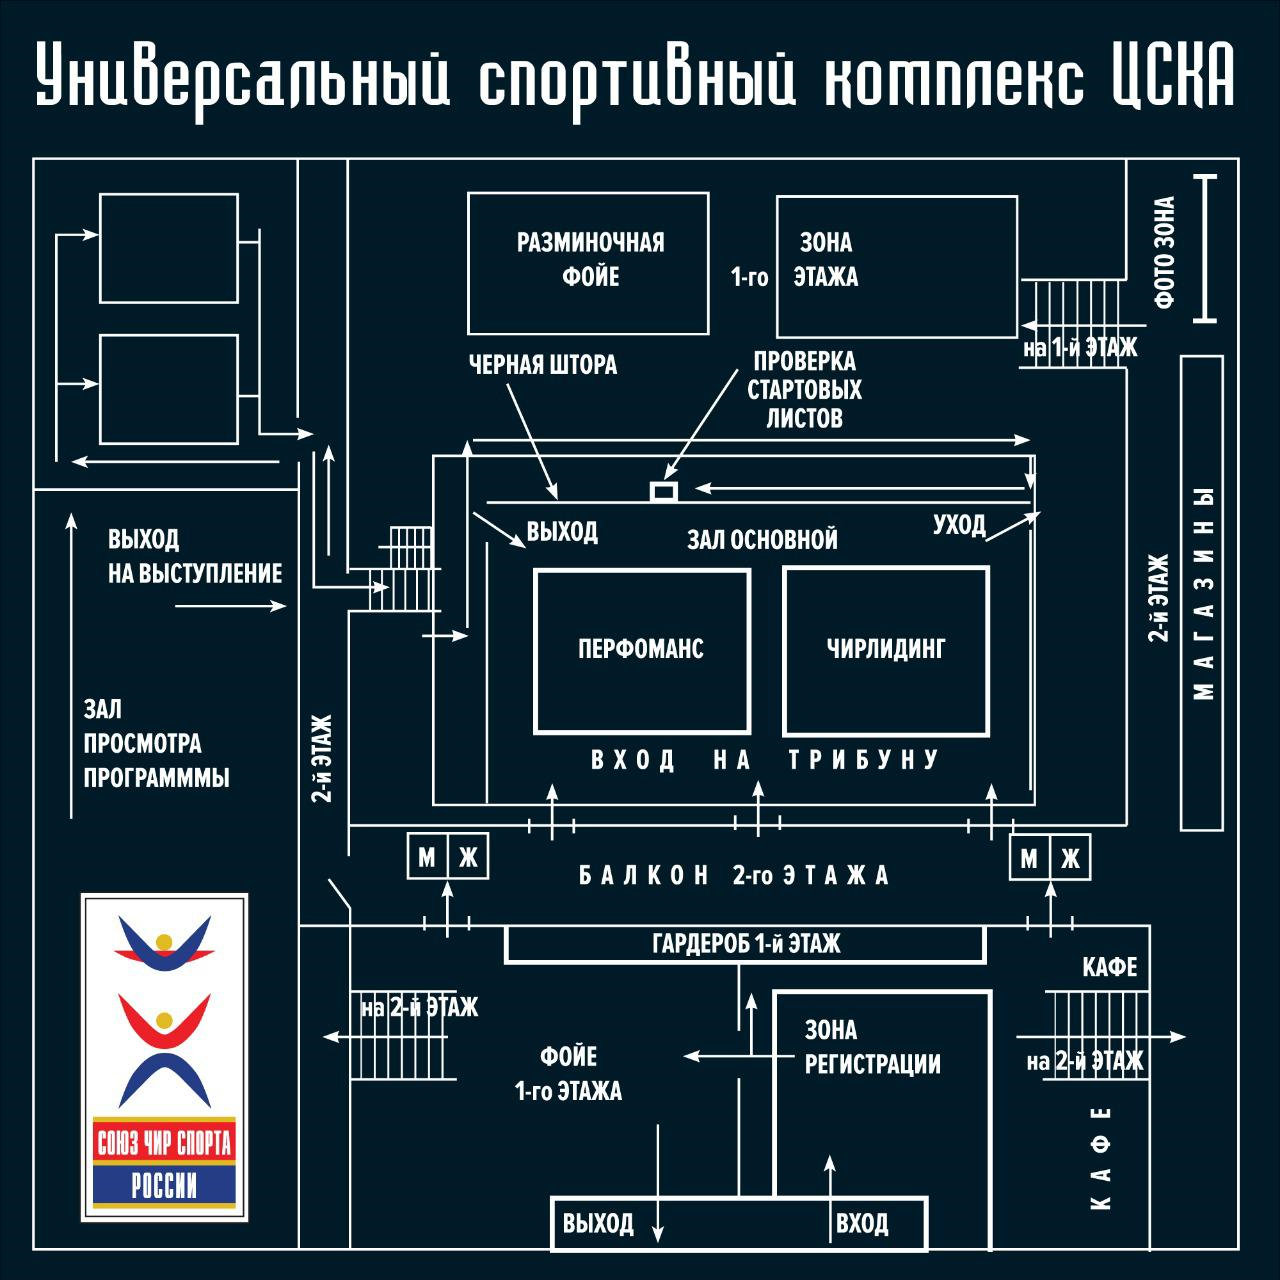 Универсальный спортивный комплекс ЦСКА
РАЗМИНОЧНАЯ
ФОЙЕ
1-го
ЗОНА
ЭТАЖА
ФОТО ЗОНА
на 1-й ЭТАЖ
ЧЕРНАЯ ШТОРА
ПРОВЕРКА
СТАРТОВЫХ
ЛИСТОВ
ВЫХОД
НА ВЫСТУПЛЕНИЕ
ВЫХОД
ЗАЛ ОСНОВНОЙ
УХОД
ПЕРФОМАНС
ЧИРЛИДИНГ
2-й ЭТАЖ
МАГАЗИНЫ
ЗАЛ
ПРОСМОТРА
ПРОГРАМММЫ
2-й ЭТАЖ
ВХОД НА ТРИБУНУ
М Ж
БАЛКОН 2-го ЭТАЖА
М Ж
ГАРДЕРОБ 1-й ЭТАЖ
КАФЕ
на 2-й ЭТАЖ
ФОЙЕ
1-го ЭТАЖА
ЗОНА
РЕГИСТРАЦИИ
на 2-й ЭТАЖ
КАФЕ
СОЮЗ ЧИР СПОРТА
РОССИИ
ВЫХОД
ВХОД